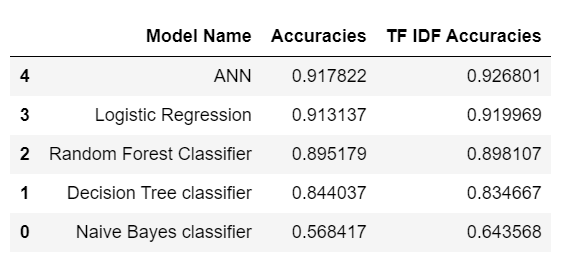 Model Name Accuracies TF IDF Accuracies
4 ANN 0.917822 0.926801
3 Logistic Regression 0.913137 0.919969
2 Random Forest Classifier 0.895179 0.898107
1 Decision Tree classifier 0.844037 0.834667
0 Naive Bayes classifier 0.568417 0.643568